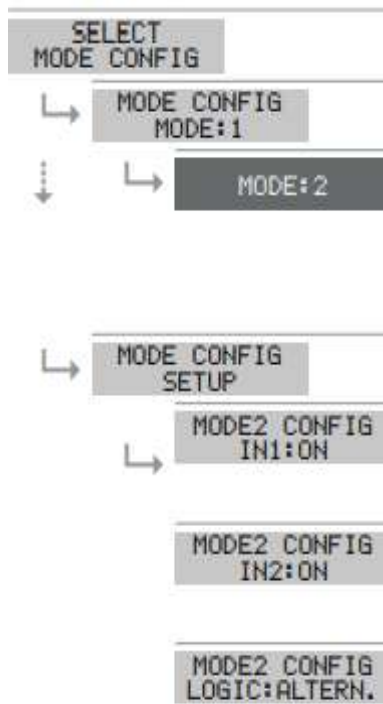 SELECT
MODE CONFIG
MODE CONFIG
MODE:1
MODE:2
MODE CONFIG
SETUP
MODE2 CONFIG
IN1:ON
MODE2 CONFIG
IN2:ON
MODE2 CONFIG
LOGIC:ALTERN.